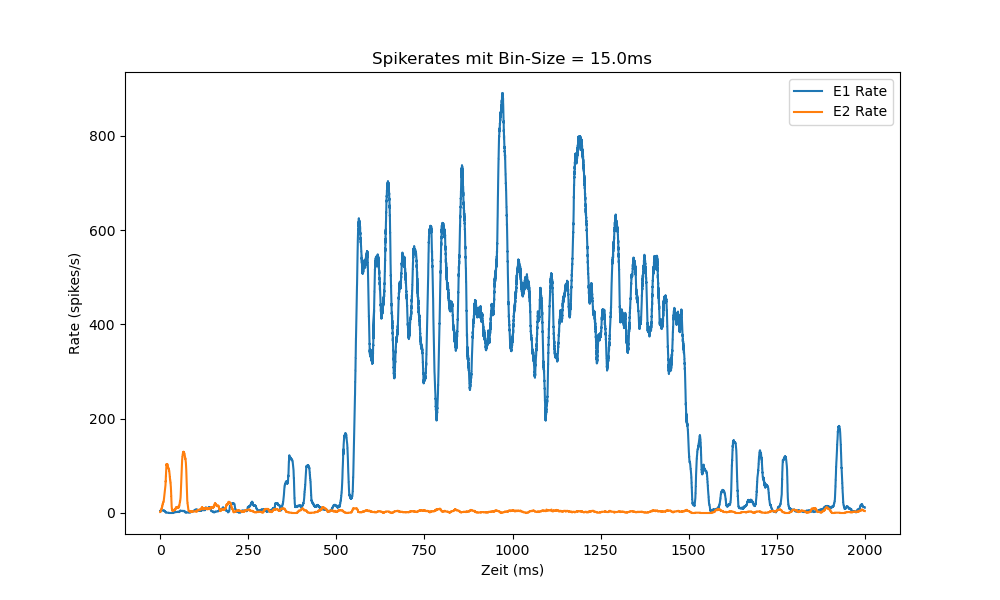 Spikerates mit Bin-Size = 15.0ms
E1 Rate
E2 Rate
800
600
400
200
0
Rate (spikes/s)
0 250 500 750 1000 1250 1500 1750 2000
Zeit (ms)